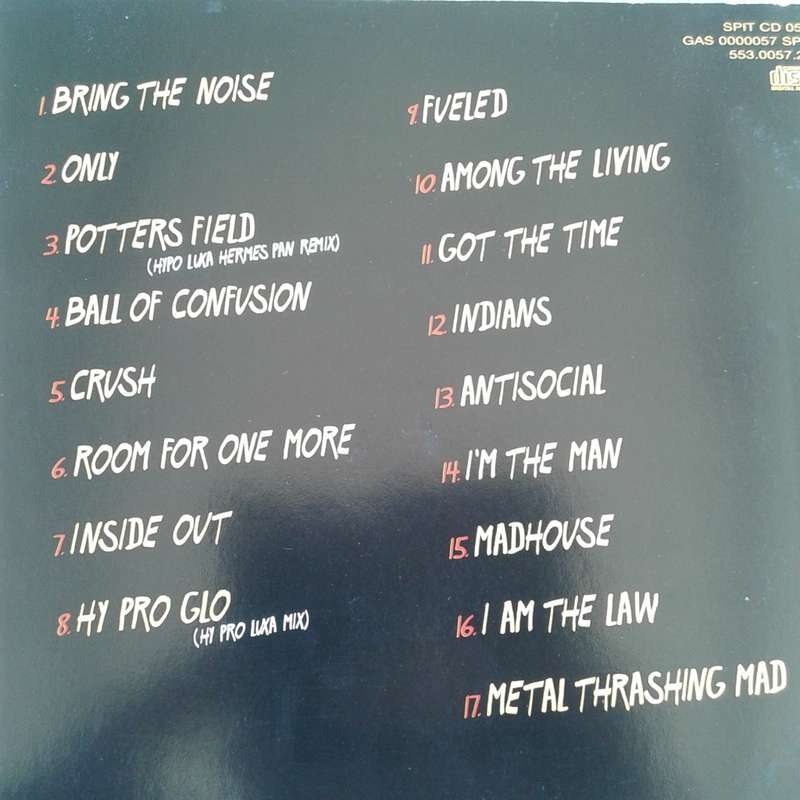 SPIT CD 05
GAS 0000057 SP
553.0057.2
1. BRING THE NOISE
2. ONLY
3. POTTERS FIELD
(HYPO LUXA HERMES PAN REMIX)
4. BALL OF CONFUSION
5. CRUSH
6. ROOM FOR ONE MORE
7. INSIDE OUT
8. HY PRO GLO
(HY PRO LUXA MIX)
9. FUELED
10. AMONG THE LIVING
11. GOT THE TIME
12. INDIANS
13. ANTISOCIAL
14. I'M THE MAN
15. MADHOUSE
16. I AM THE LAW
17. METAL THRASHING MAD